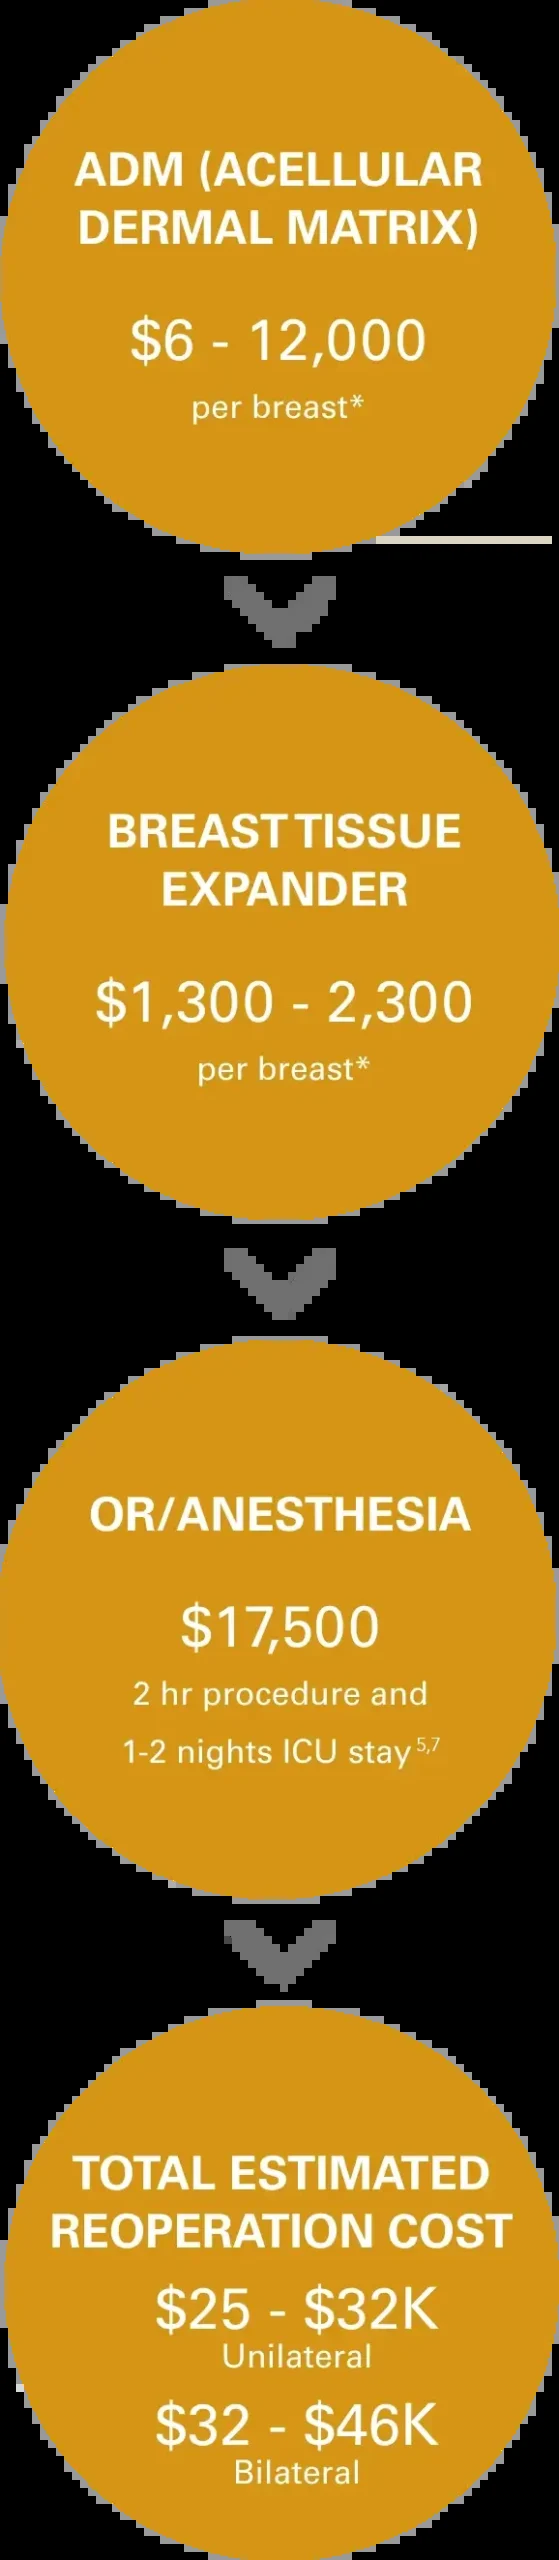 ADM (ACELLULAR
DERMAL MATRIX)
$6 - 12,000
per breast*
BREAST TISSUE
EXPANDER
$1,300 - 2,300
per breast*
OR/ANESTHESIA
$17,500
2 hr procedure and
1-2 nights ICU stay 5,7
TOTAL ESTIMATED
REOPERATION COST
$25 - $32K
Unilateral
$32 - $46K
Bilateral